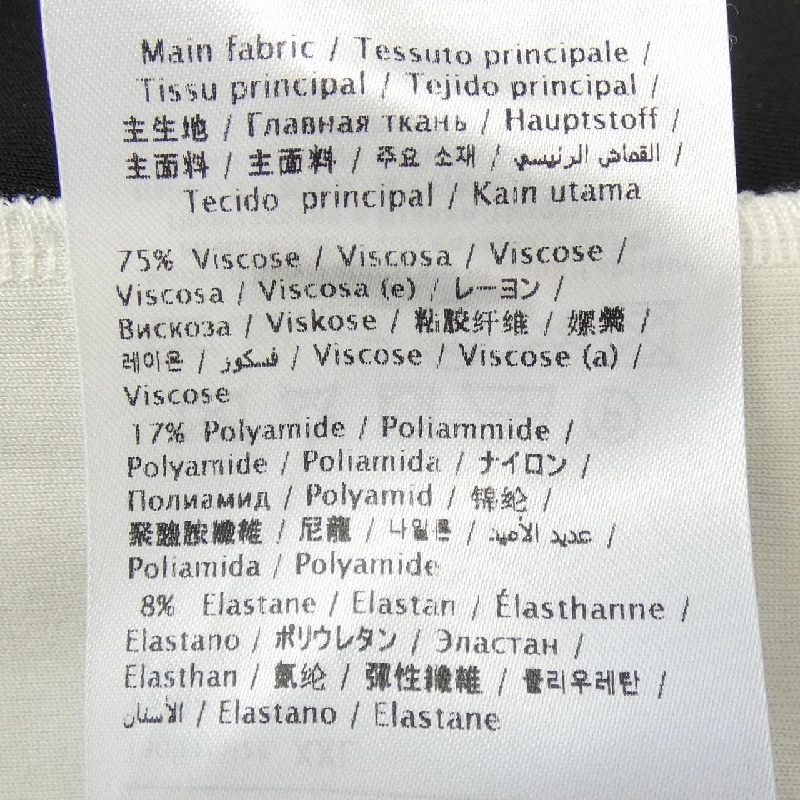 Main fabric / Tessuto principale /
Tissu principal / Tejido principal /
主生地 / Главная ткань / Hauptstoff /
主面料 / 主面料 / 주요 소재 / القماش الرئيسي /
Tecido principal / Kain utama
75% Viscose / Viscosa / Viscose /
Viscosa / Viscosa (e) / レーヨン /
Вискоза / Viskose / 粘胶纤维 / 嫘縈 /
레이온 / فسكوز / Viscose / Viscose (a) /
Viscose
17% Polyamide / Poliammide /
Polyamide / Poliamida / ナイロン /
Полиамид / Polyamid / 锦纶 /
聚醯胺纖維 / 尼龍 / 나일론 / عديد الأميد /
Poliamida / Polyamide
8% Elastane / Elastan / Élasthanne /
Elastano / ポリウレタン / Эластан /
Elasthan / 氨纶 / 彈性纖維 / 폴리우레탄 /
الأستان / Elastano / Elastane